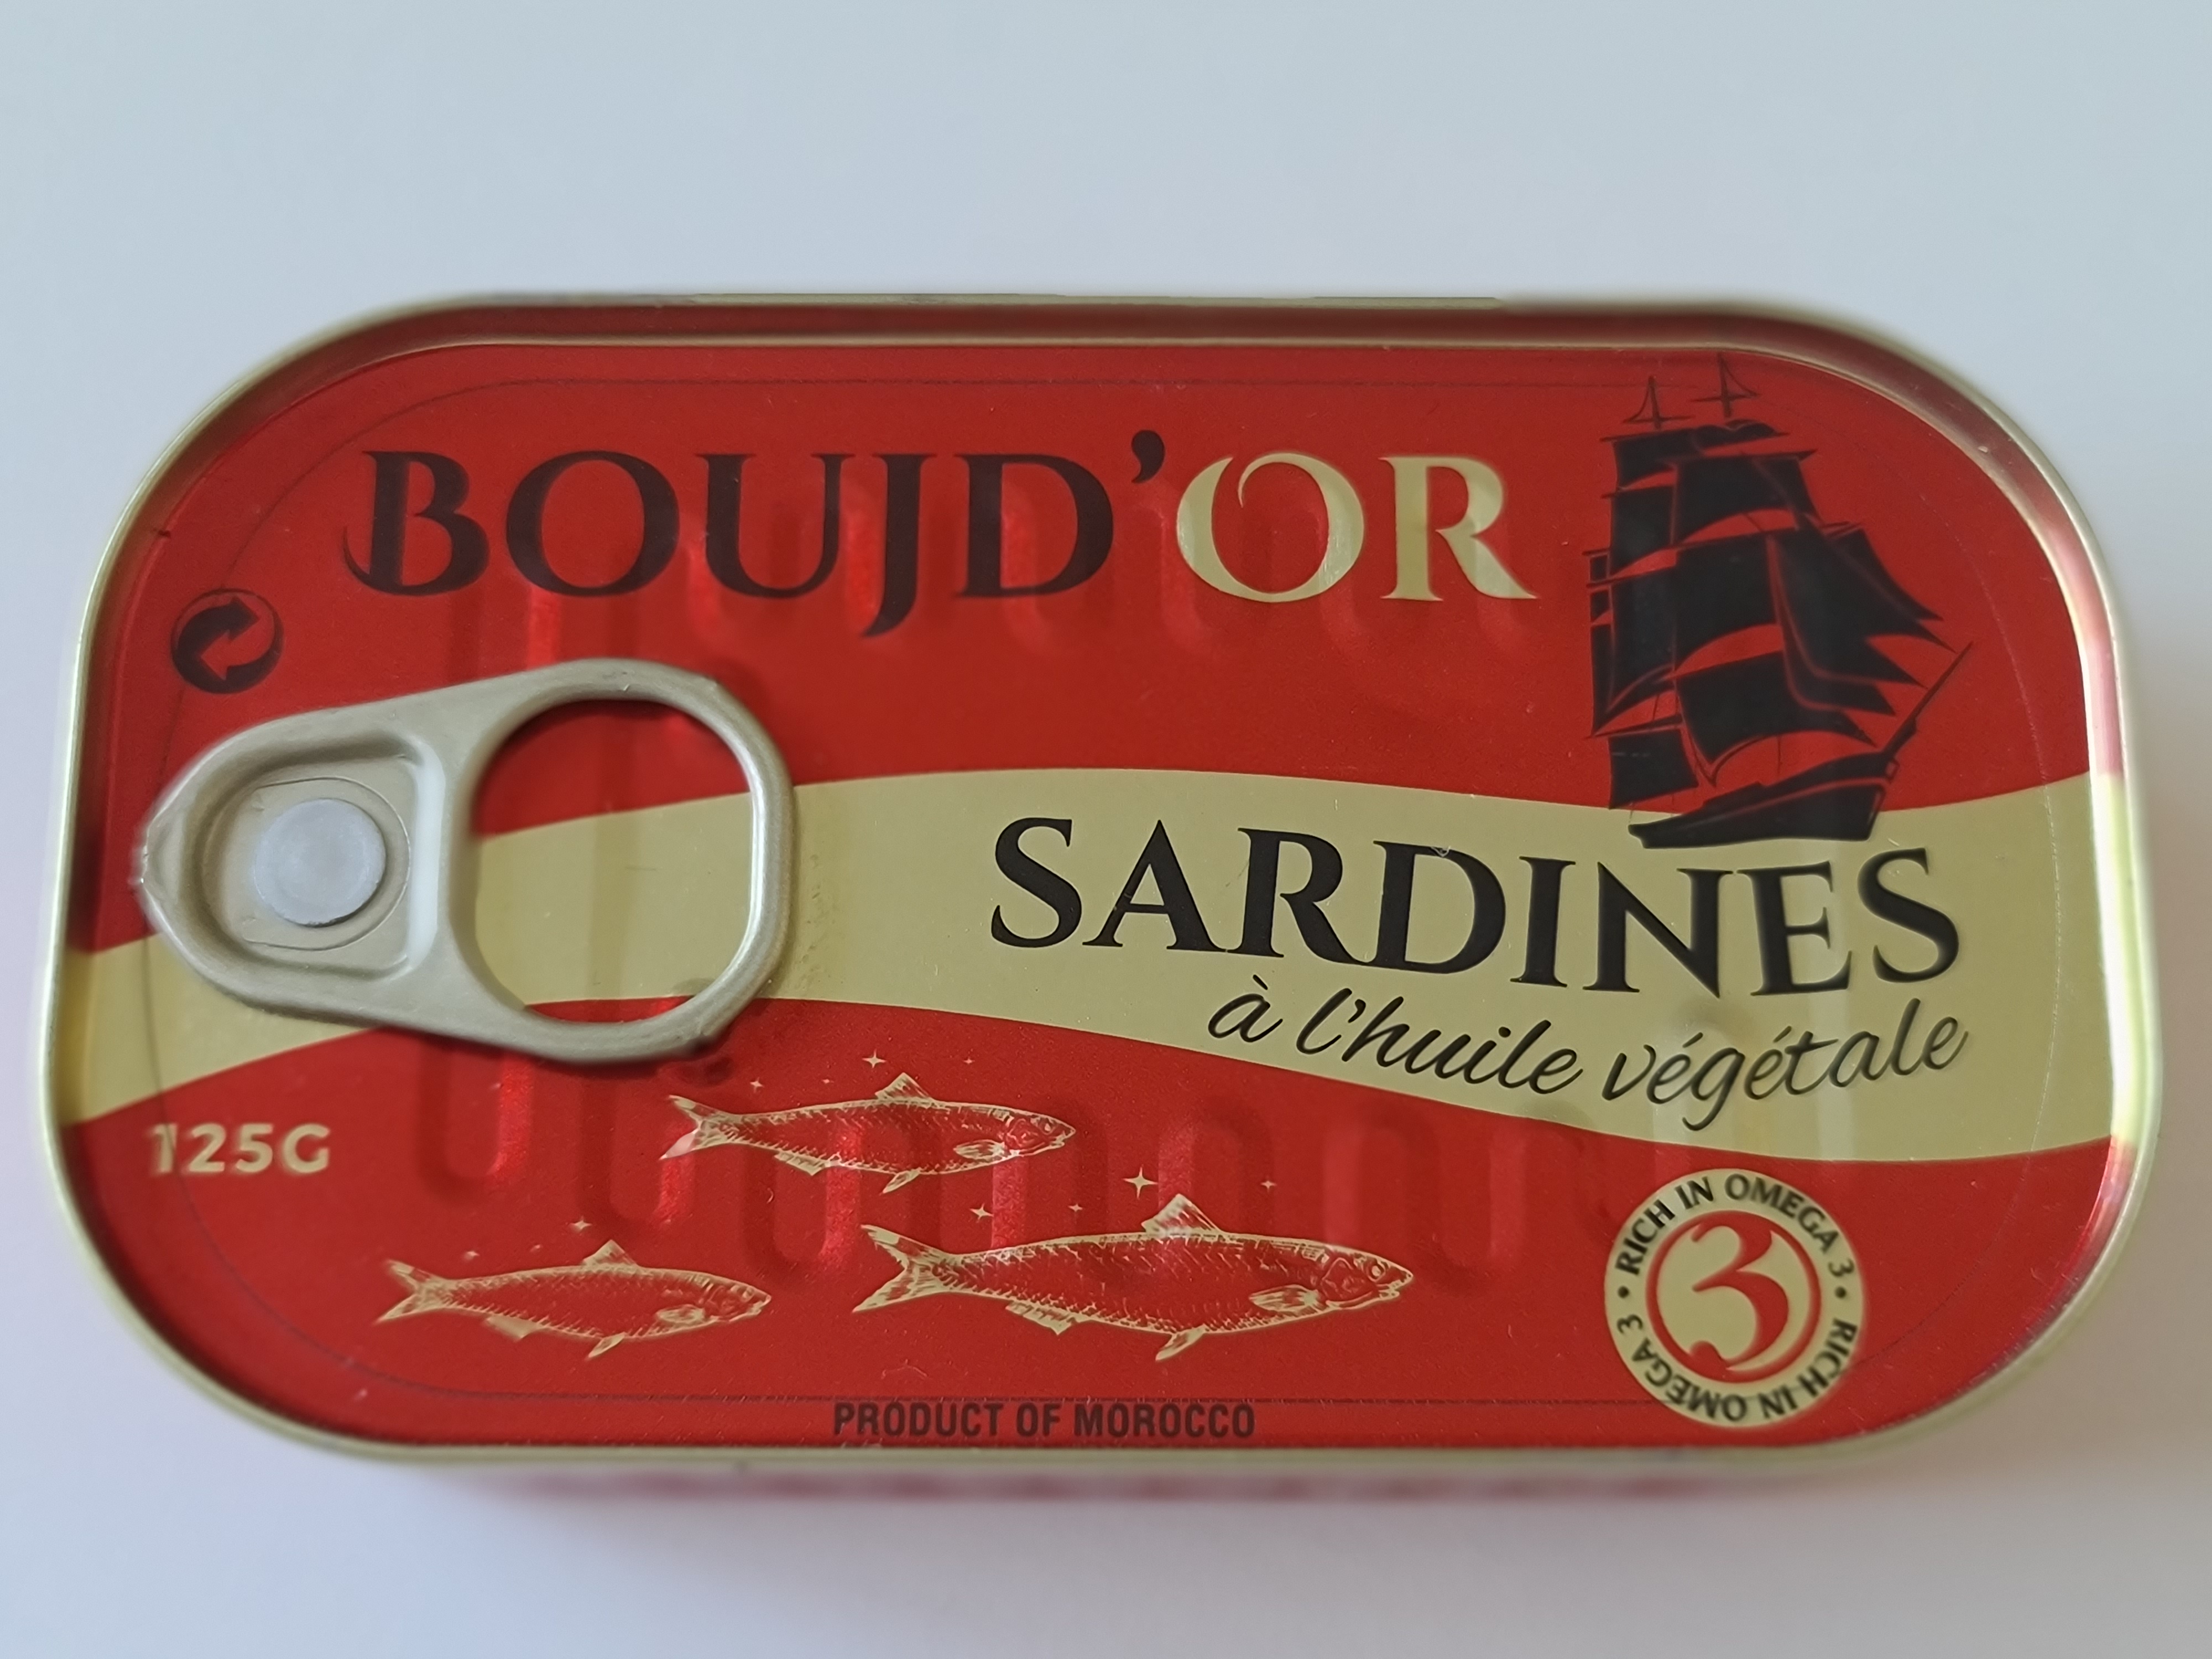 BOUJD'OR
SARDINES
à l'huile végétale
125G
RICH IN OMEGA 3 • RICH IN OMEGA 3 •
3
PRODUCT OF MOROCCO